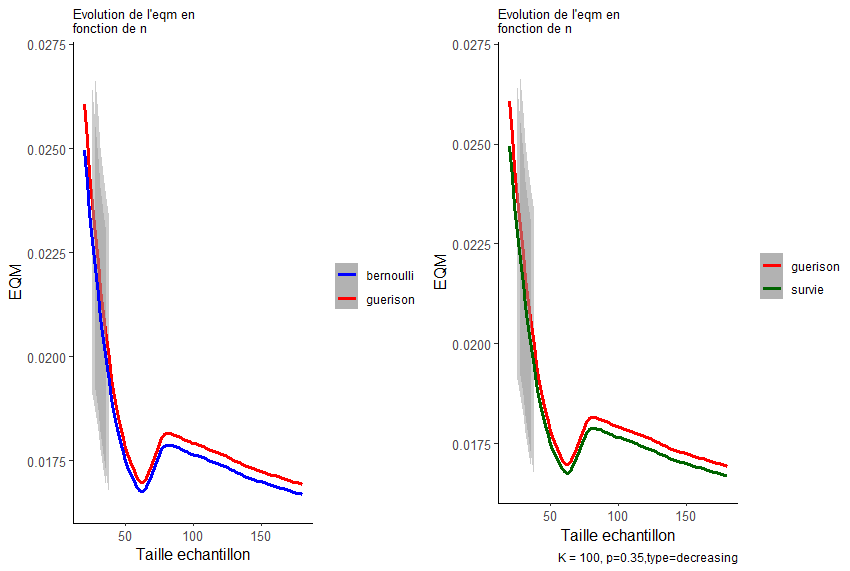 Evolution de l'eqm en
fonction de n
0.0275
0.0250
0.0225
0.0200
0.0175
EQM
50
100
150
Taille echantillon
bernoulli
guerison
Evolution de l'eqm en
fonction de n
0.0275
0.0250
0.0225
0.0200
0.0175
EQM
50
100
150
Taille echantillon
guerison
survie
K = 100, p=0.35,type=decreasing